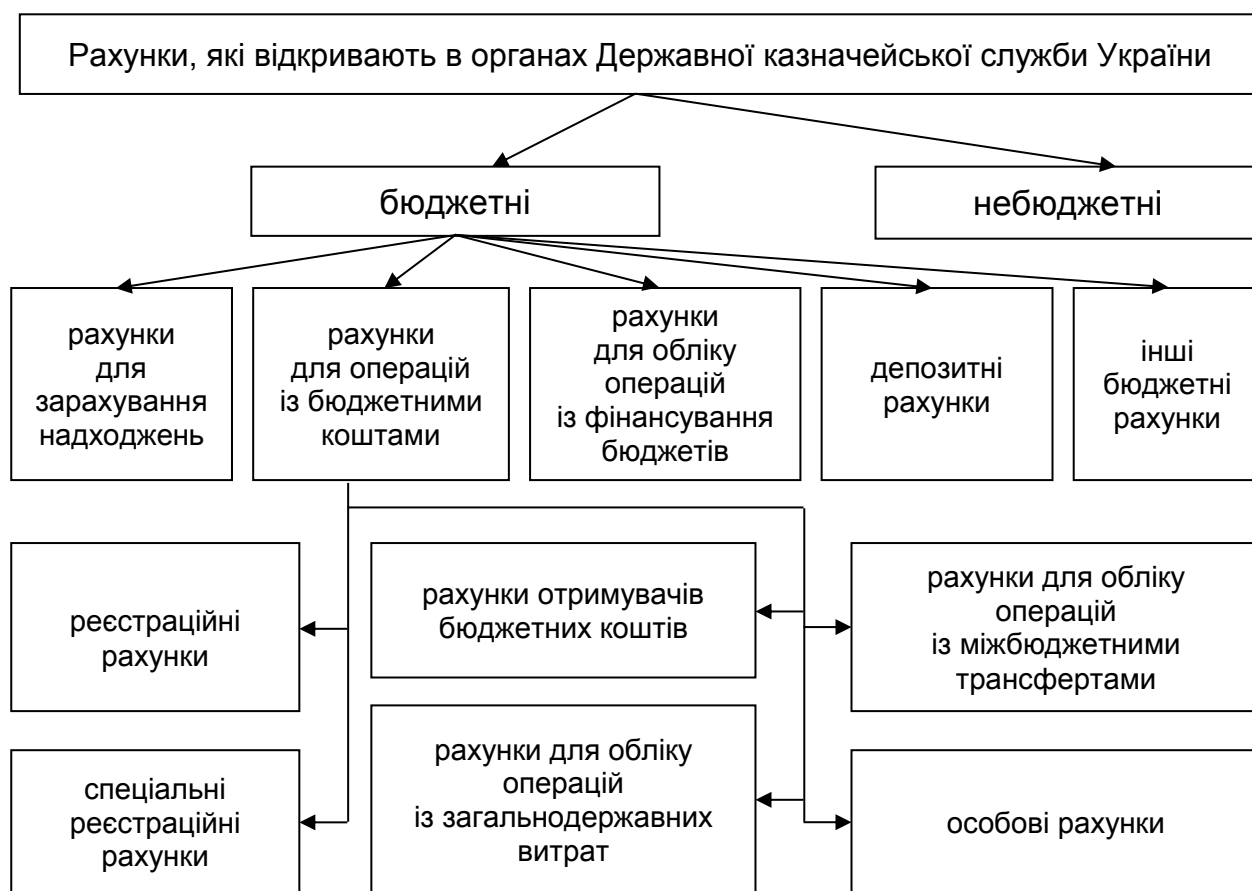 Рахунки, які відкривають в органах Державної казначейської служби України
бюджетні
небюджетні
рахунки
для
зарахування
надходжень
рахунки
для операцій
із бюджетними
коштами
рахунки
для обліку
операцій
із фінансування
бюджетів
депозитні
рахунки
інші
бюджетні
рахунки
реєстраційні
рахунки
рахунки отримувачів
бюджетних коштів
рахунки для обліку
операцій
із міжбюджетними
трансфертами
спеціальні
реєстраційні
рахунки
рахунки для обліку
операцій
із загальнодержавних
витрат
особові рахунки